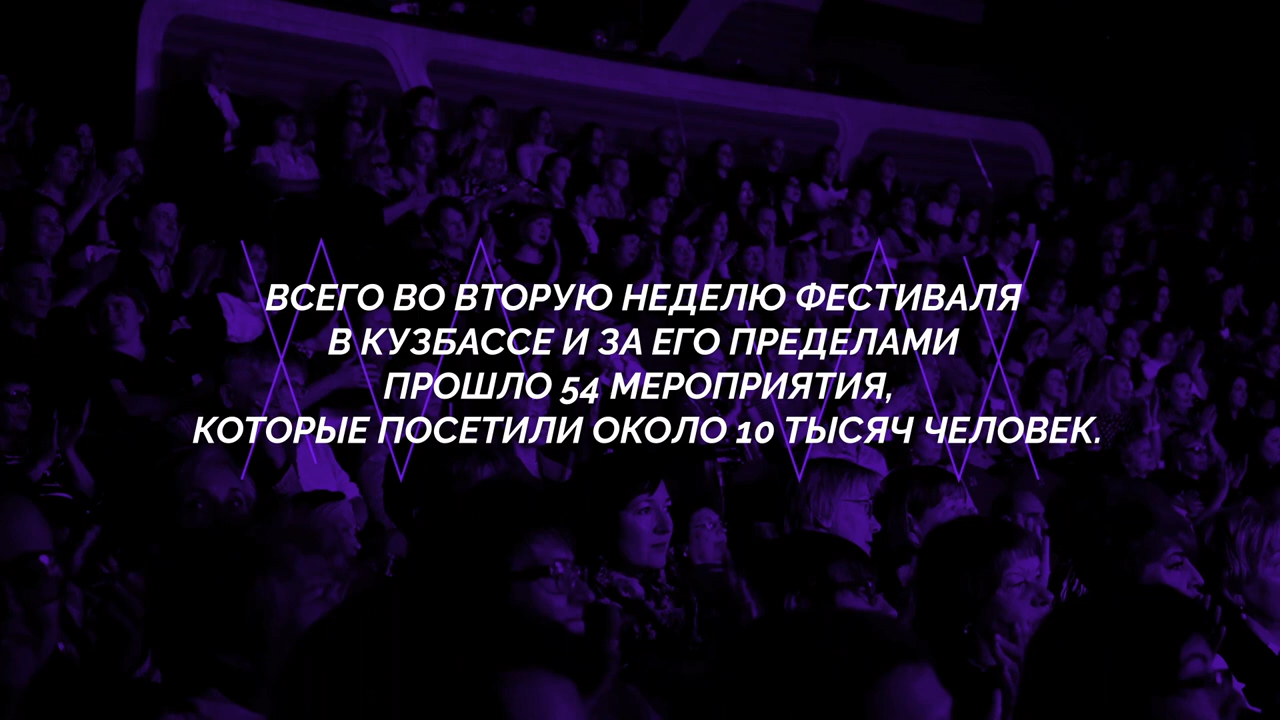 ВСЕГО ВО ВТОРУЮ НЕДЕЛЮ ФЕСТИВАЛЯ
В КУЗБАССЕ И ЗА ЕГО ПРЕДЕЛАМИ
ПРОШЛО 54 МЕРОПРИЯТИЯ,
КОТОРЫЕ ПОСЕТИЛИ ОКОЛО 10 ТЫСЯЧ ЧЕЛОВЕК.